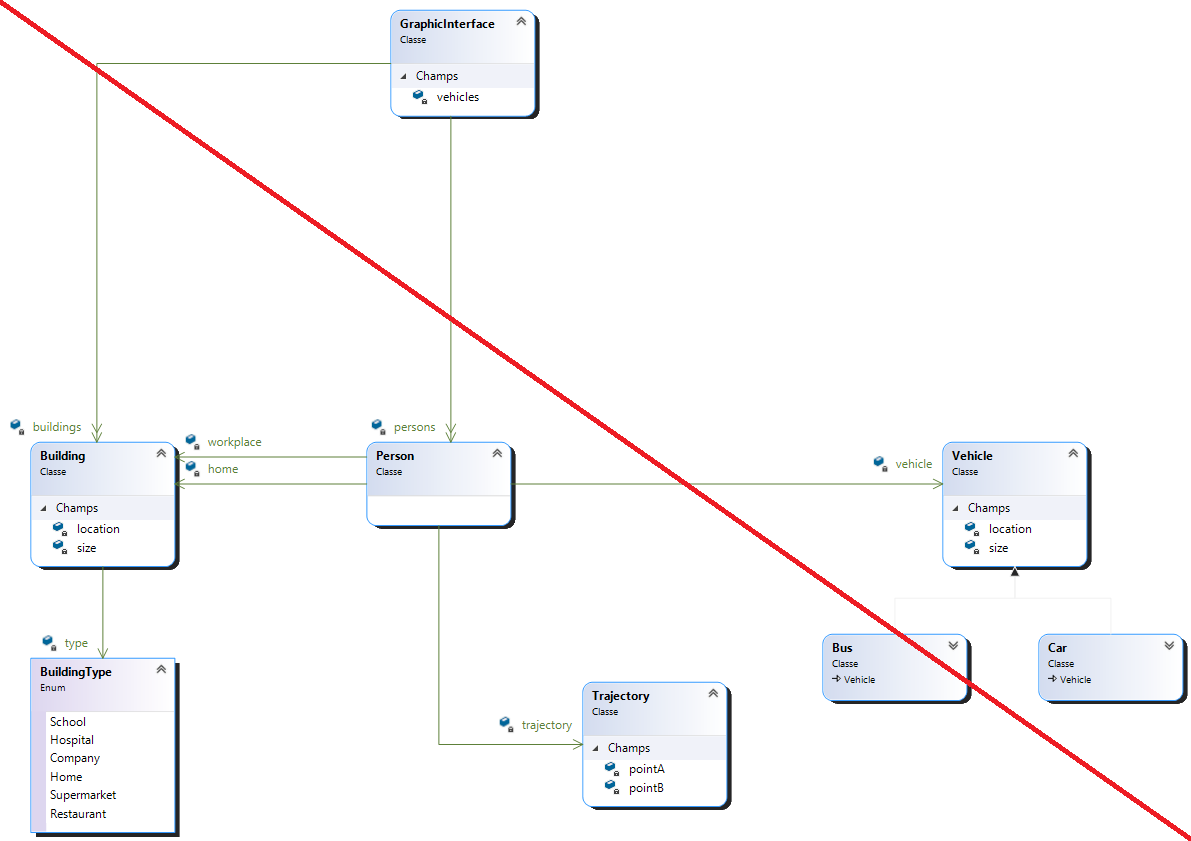 GraphicInterface
Classe
Champs
vehicles
buildings
workplace
home
persons
vehicle
Building
Classe
Champs
location
size
Person
Classe
Vehicle
Classe
Champs
location
size
type
BuildingType
Enum
School
Hospital
Company
Home
Supermarket
Restaurant
trajectory
Trajectory
Classe
Champs
pointA
pointB
Bus
Classe
Vehicle
Car
Classe
Vehicle